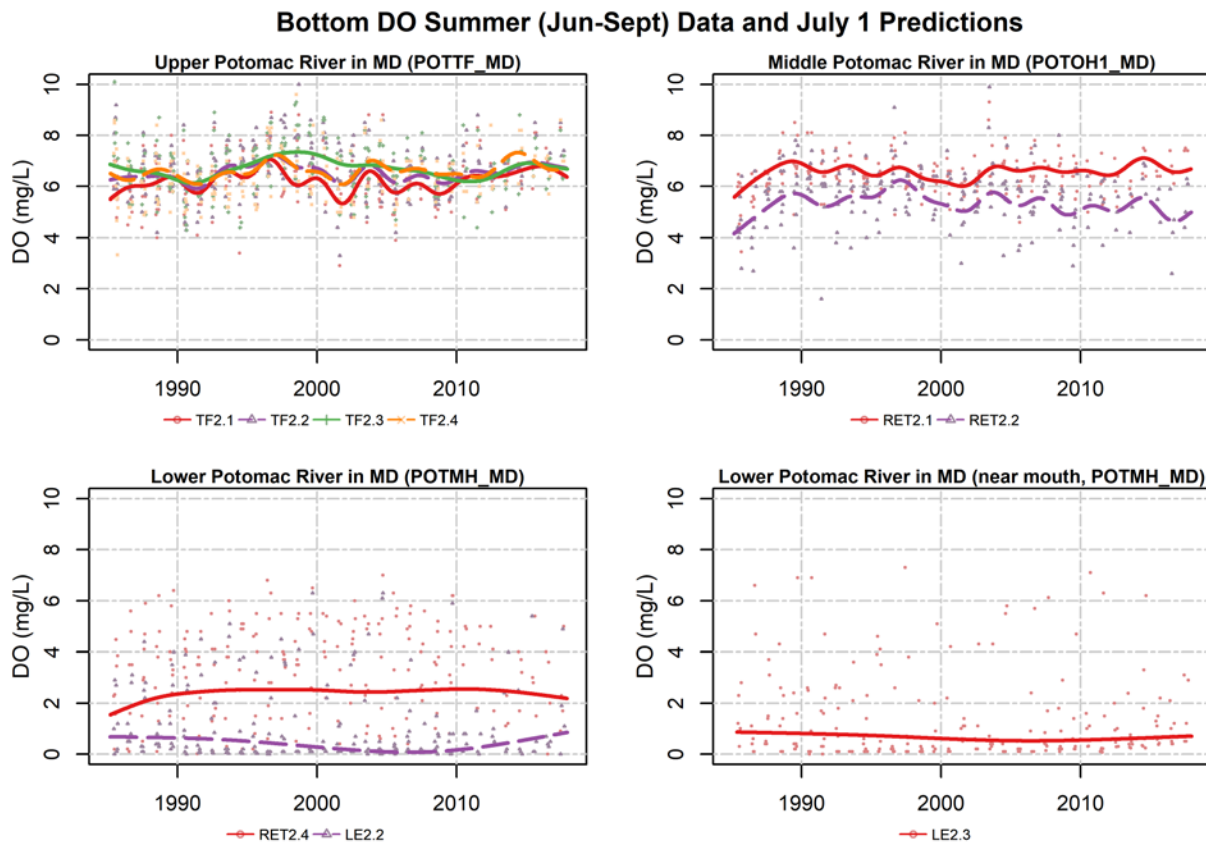 Bottom DO Summer (Jun-Sept) Data and July 1 Predictions
Upper Potomac River in MD (POTTF_MD)
DO (mg/L)
10
8
6
4
2
0
1990 2000 2010
TF2.1 TF2.2 TF2.3 TF2.4
Middle Potomac River in MD (POTOH1_MD)
DO (mg/L)
10
8
6
4
2
0
1990 2000 2010
RET2.1 RET2.2
Lower Potomac River in MD (POTMH_MD)
DO (mg/L)
10
8
6
4
2
0
1990 2000 2010
RET2.4 LE2.2
Lower Potomac River in MD (near mouth, POTMH_MD)
DO (mg/L)
10
8
6
4
2
0
1990 2000 2010
LE2.3